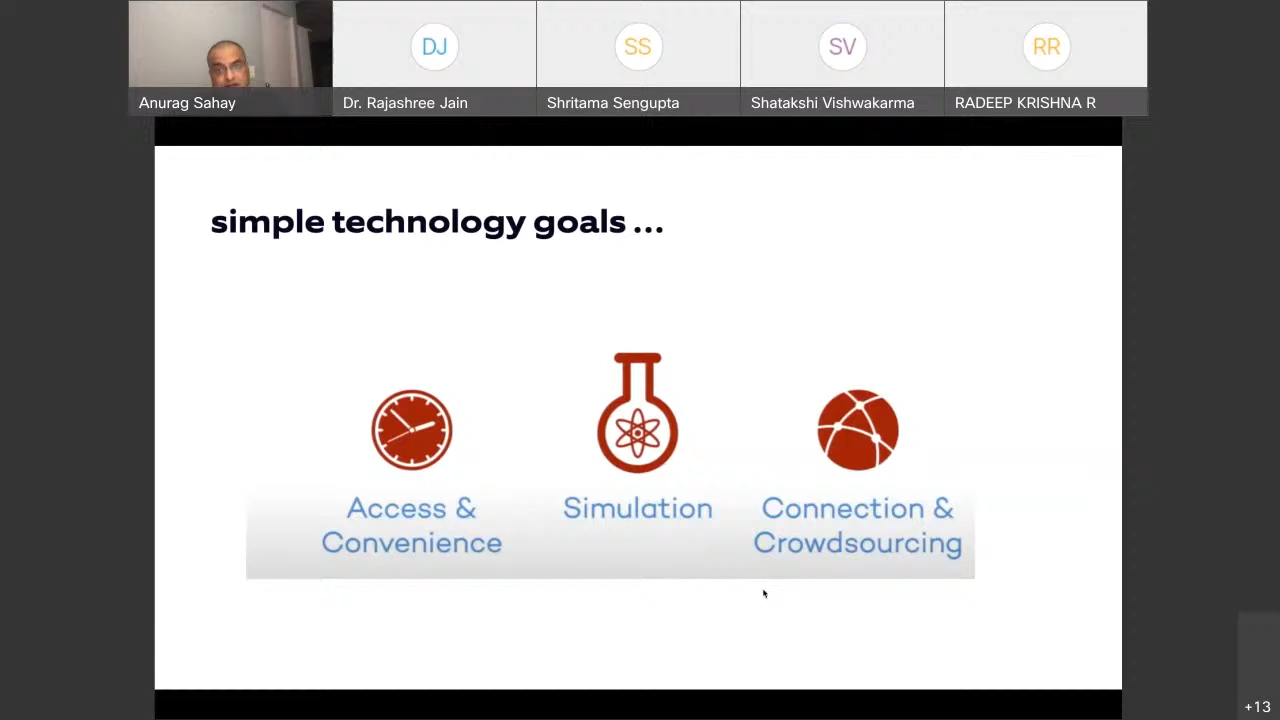 DJ
SS
SV
RR
Anurag Sahay
Dr. Rajashree Jain
Shritama Sengupta
Shatakshi Vishwakarma
RADEEP KRISHNA R
simple technology goals ...
Access &
Convenience
Simulation
Connection &
Crowdsourcing
+13